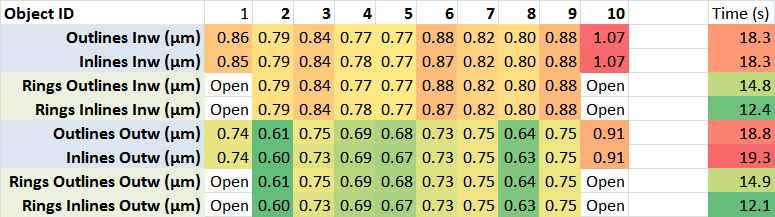 Object ID 1 2 3 4 5 6 7 8 9 10 Time (s)
Outlines Inw (µm) 0.86 0.79 0.84 0.77 0.77 0.88 0.82 0.80 0.88 1.07 18.3
Inlines Inw (µm) 0.85 0.79 0.84 0.78 0.77 0.87 0.82 0.80 0.88 1.07 18.3
Rings Outlines Inw (µm) Open 0.79 0.84 0.77 0.77 0.88 0.82 0.80 0.88 Open 14.8
Rings Inlines Inw (µm) Open 0.79 0.84 0.78 0.77 0.87 0.82 0.80 0.88 Open 12.4
Outlines Outw (µm) 0.74 0.61 0.75 0.69 0.68 0.73 0.75 0.64 0.75 0.91 18.8
Inlines Outw (µm) 0.74 0.60 0.73 0.69 0.67 0.73 0.75 0.63 0.75 0.91 19.3
Rings Outlines Outw (µm) Open 0.61 0.75 0.69 0.68 0.73 0.75 0.64 0.75 Open 14.9
Rings Inlines Outw (µm) Open 0.60 0.73 0.69 0.67 0.73 0.75 0.63 0.75 Open 12.1